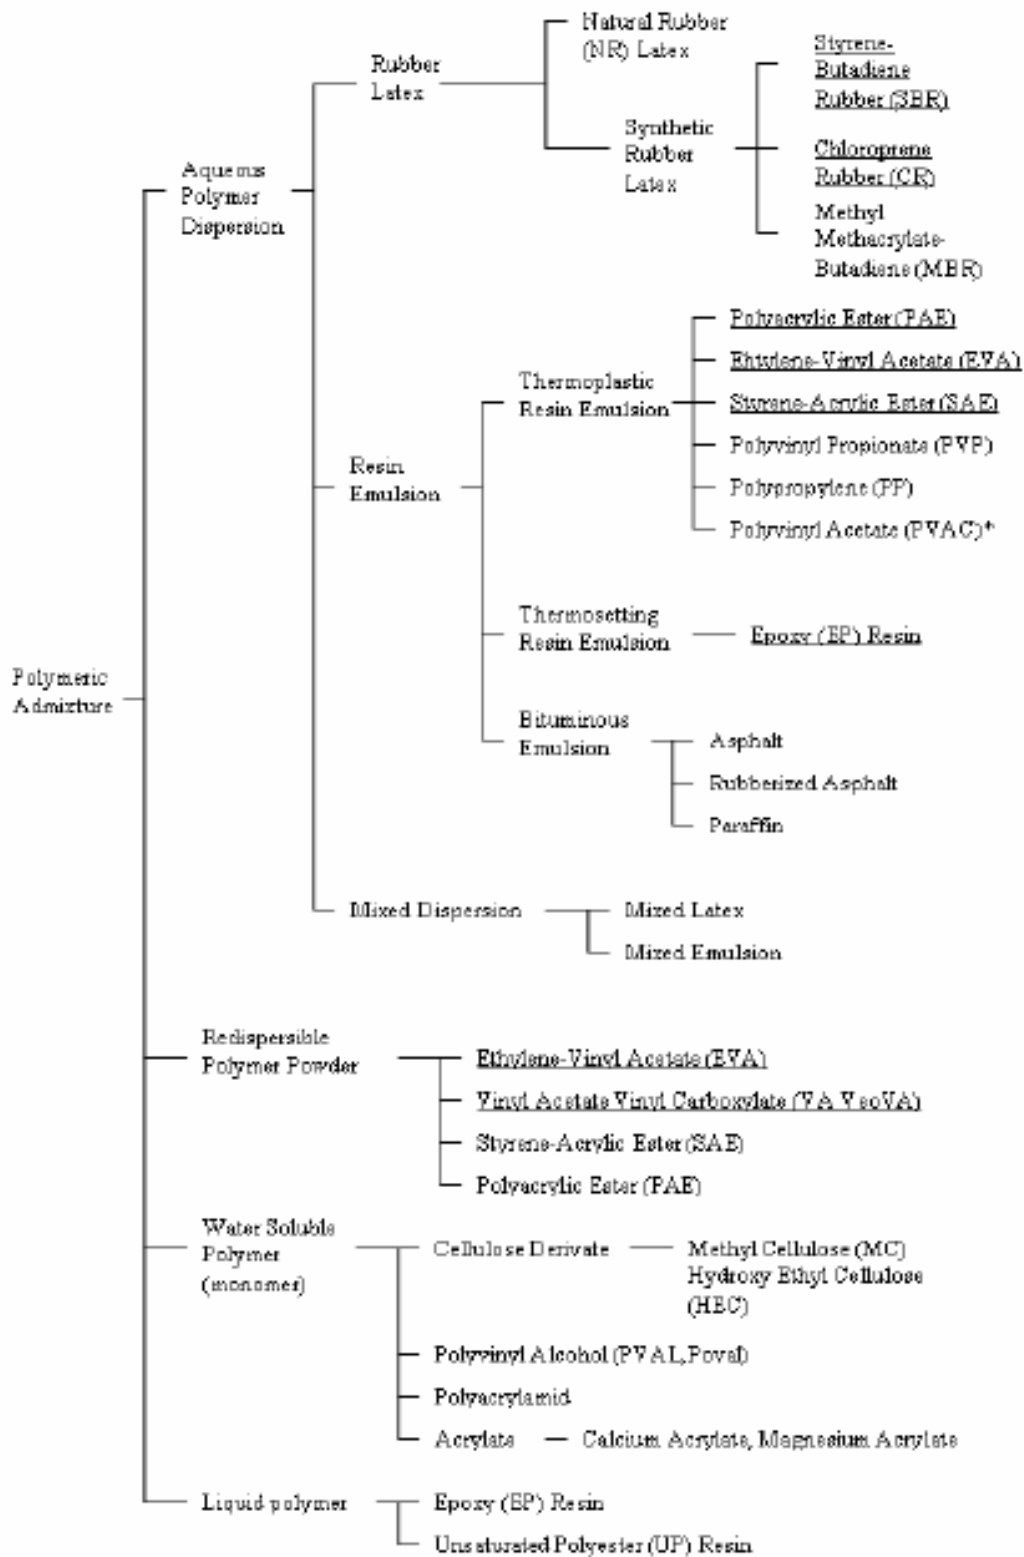 Natural Rubber
(NR) Latex
Rubber
Latex
Styrene-
Butadiene
Rubber (SBR)
Synthetic
Rubber
Latex
Chloroprene
Rubber (CR)
Methyl
Methacrylate-
Butadiene (MBR)
Aqueous
Polymer
Dispersion
Polyacrylic Ester (PAE)
Ehtylene-Vinyl Acetate (EVA)
Thermoplastic
Resin Emulsion
Styrene-Acrylic Ester (SAE)
Polyvinyl Propionate (PVP)
Resin
Emulsion
Polypropylene (PP)
Polyvinyl Acetate (PVAC)*
Thermosetting
Resin Emulsion
Epoxy (EP) Resin
Polymeric
Admixture
Bituminous
Emulsion
Asphalt
Rubberized Asphalt
Paraffin
Mixed Dispersion
Mixed Latex
Mixed Emulsion
Redispersible
Polymer Powder
Ethylene-Vinyl Acetate (EVA)
Vinyl Acetate Vinyl Carboxylate (VA VeoVA)
Styrene-Acrylic Ester (SAE)
Polyacrylic Ester (PAE)
Water Soluble
Polymer
(monomer)
Cellulose Derivate
Methyl Cellulose (MC)
Hydroxy Ethyl Cellulose
(HEC)
Polyvinyl Alcohol (PVAL,Poval)
Polyacrylamid
Acrylate
Calcium Acrylate, Magnesium Acrylate
Liquid polymer
Epoxy (EP) Resin
Unsaturated Polyester (UP) Resin